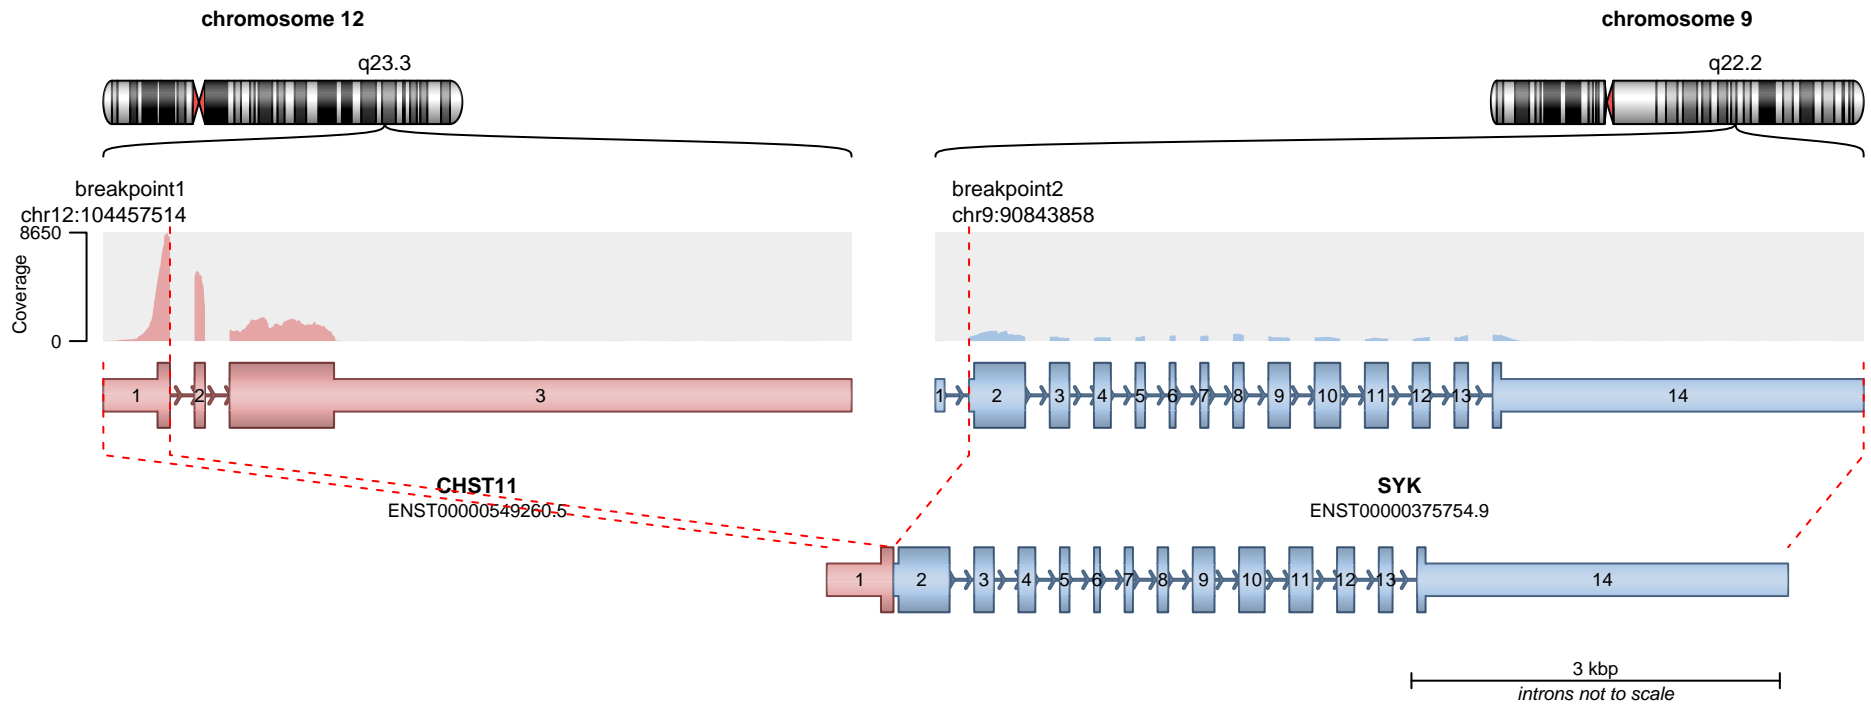 chromosome 12
chromosome 9
q23.3
q22.2
breakpoint1
chr12:104457514
breakpoint2
chr9:90843858
8650
Coverage
0
1 2 3
1 2 3 4 5 6 7 8 9 10 11 12 13 14
CHST11
ENST00000549260.5
SYK
ENST00000375754.9
1 2 3 4 5 6 7 8 9 10 11 12 13 14
3 kbp
introns not to scale